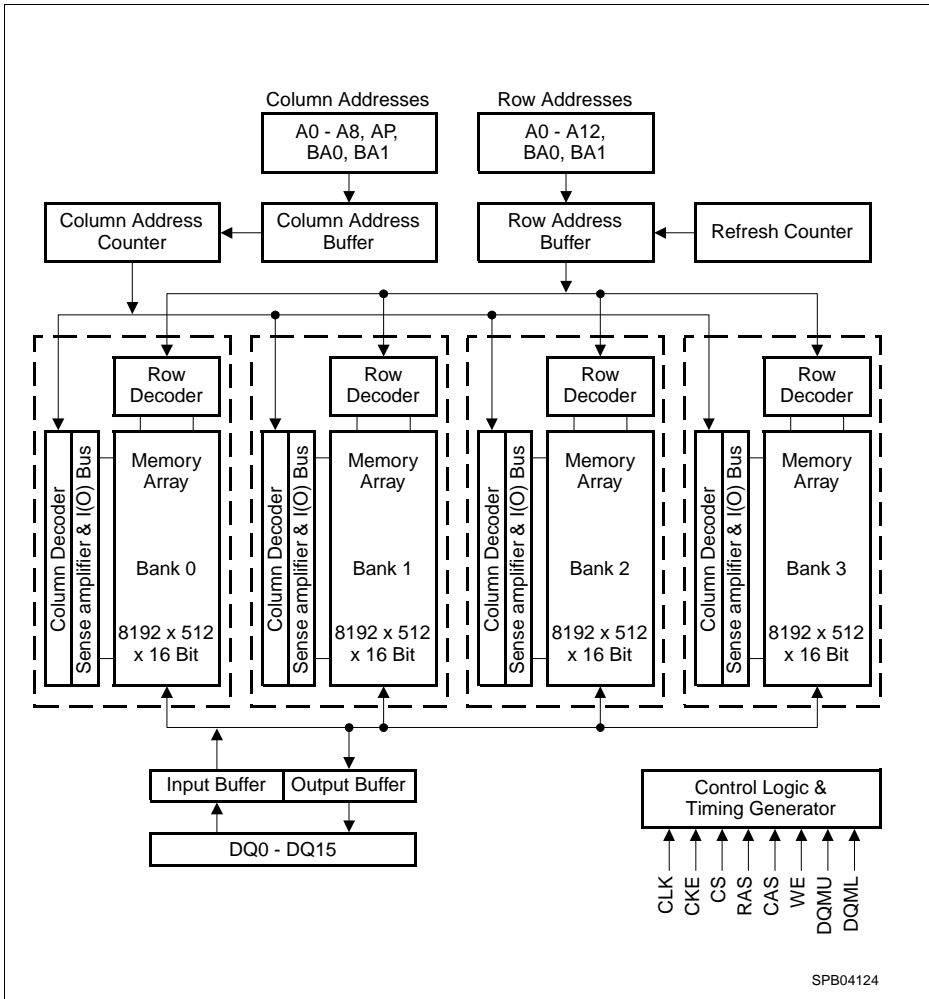 Column Addresses
Row Addresses
A0 - A8, AP,
BA0, BA1
A0 - A12,
BA0, BA1
Column Address
Counter
Column Address
Buffer
Row Address
Buffer
Refresh Counter
Row
Decoder
Row
Decoder
Row
Decoder
Row
Decoder
Column Decoder
Sense amplifier & I(O) Bus
Memory
Array
Bank 0
8192 x 512
x 16 Bit
Column Decoder
Sense amplifier & I(O) Bus
Memory
Array
Bank 1
8192 x 512
x 16 Bit
Column Decoder
Sense amplifier & I(O) Bus
Memory
Array
Bank 2
8192 x 512
x 16 Bit
Column Decoder
Sense amplifier & I(O) Bus
Memory
Array
Bank 3
8192 x 512
x 16 Bit
Input Buffer
Output Buffer
DQ0 - DQ15
Control Logic &
Timing Generator
CLK
CKE
CS
RAS
CAS
WE
DQMU
DQML
SPB04124